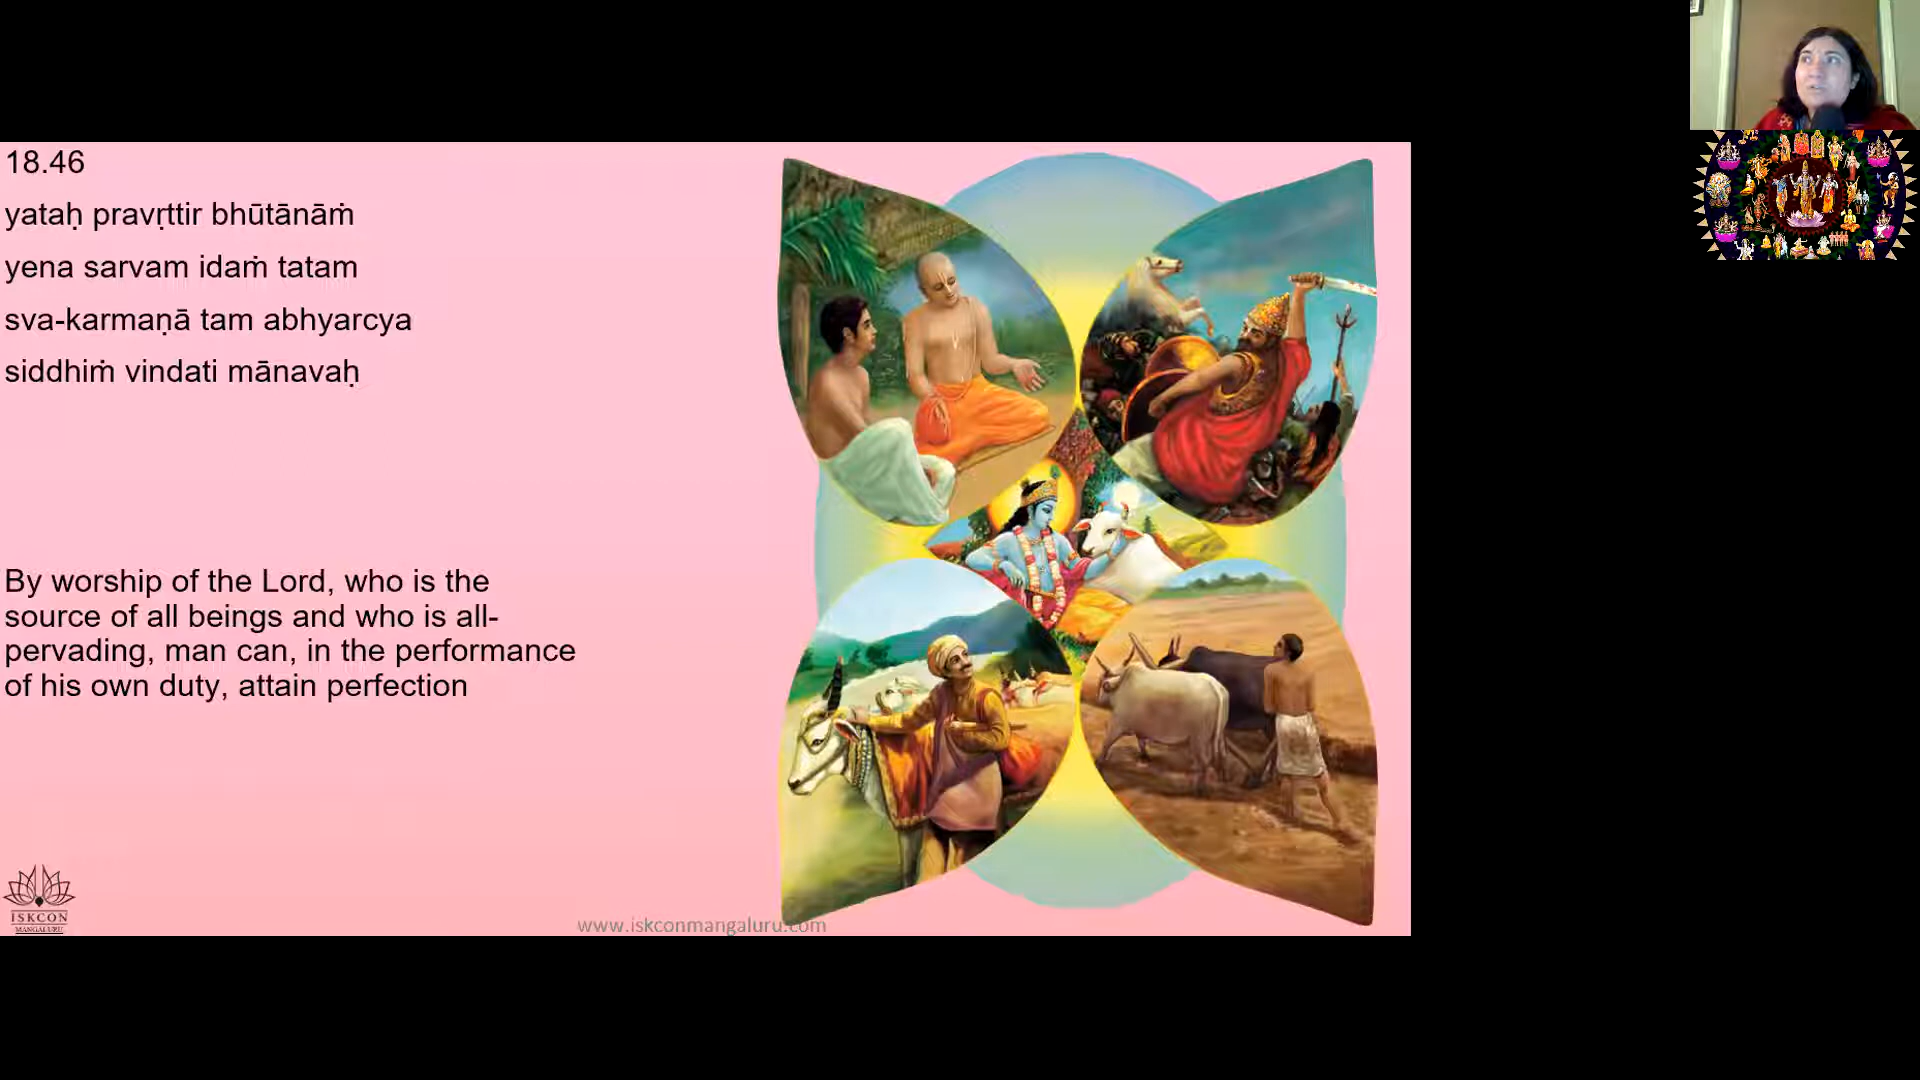 18.46
yataḥ pravṛttir bhūtānāṁ
yena sarvam idaṁ tatam
sva-karmaṇā tam abhyarcya
siddhiṁ vindati mānavaḥ
By worship of the Lord, who is the
source of all beings and who is all-
pervading, man can, in the performance
of his own duty, attain perfection
ISKCON
MANGALURU
www.iskconmangaluru.com